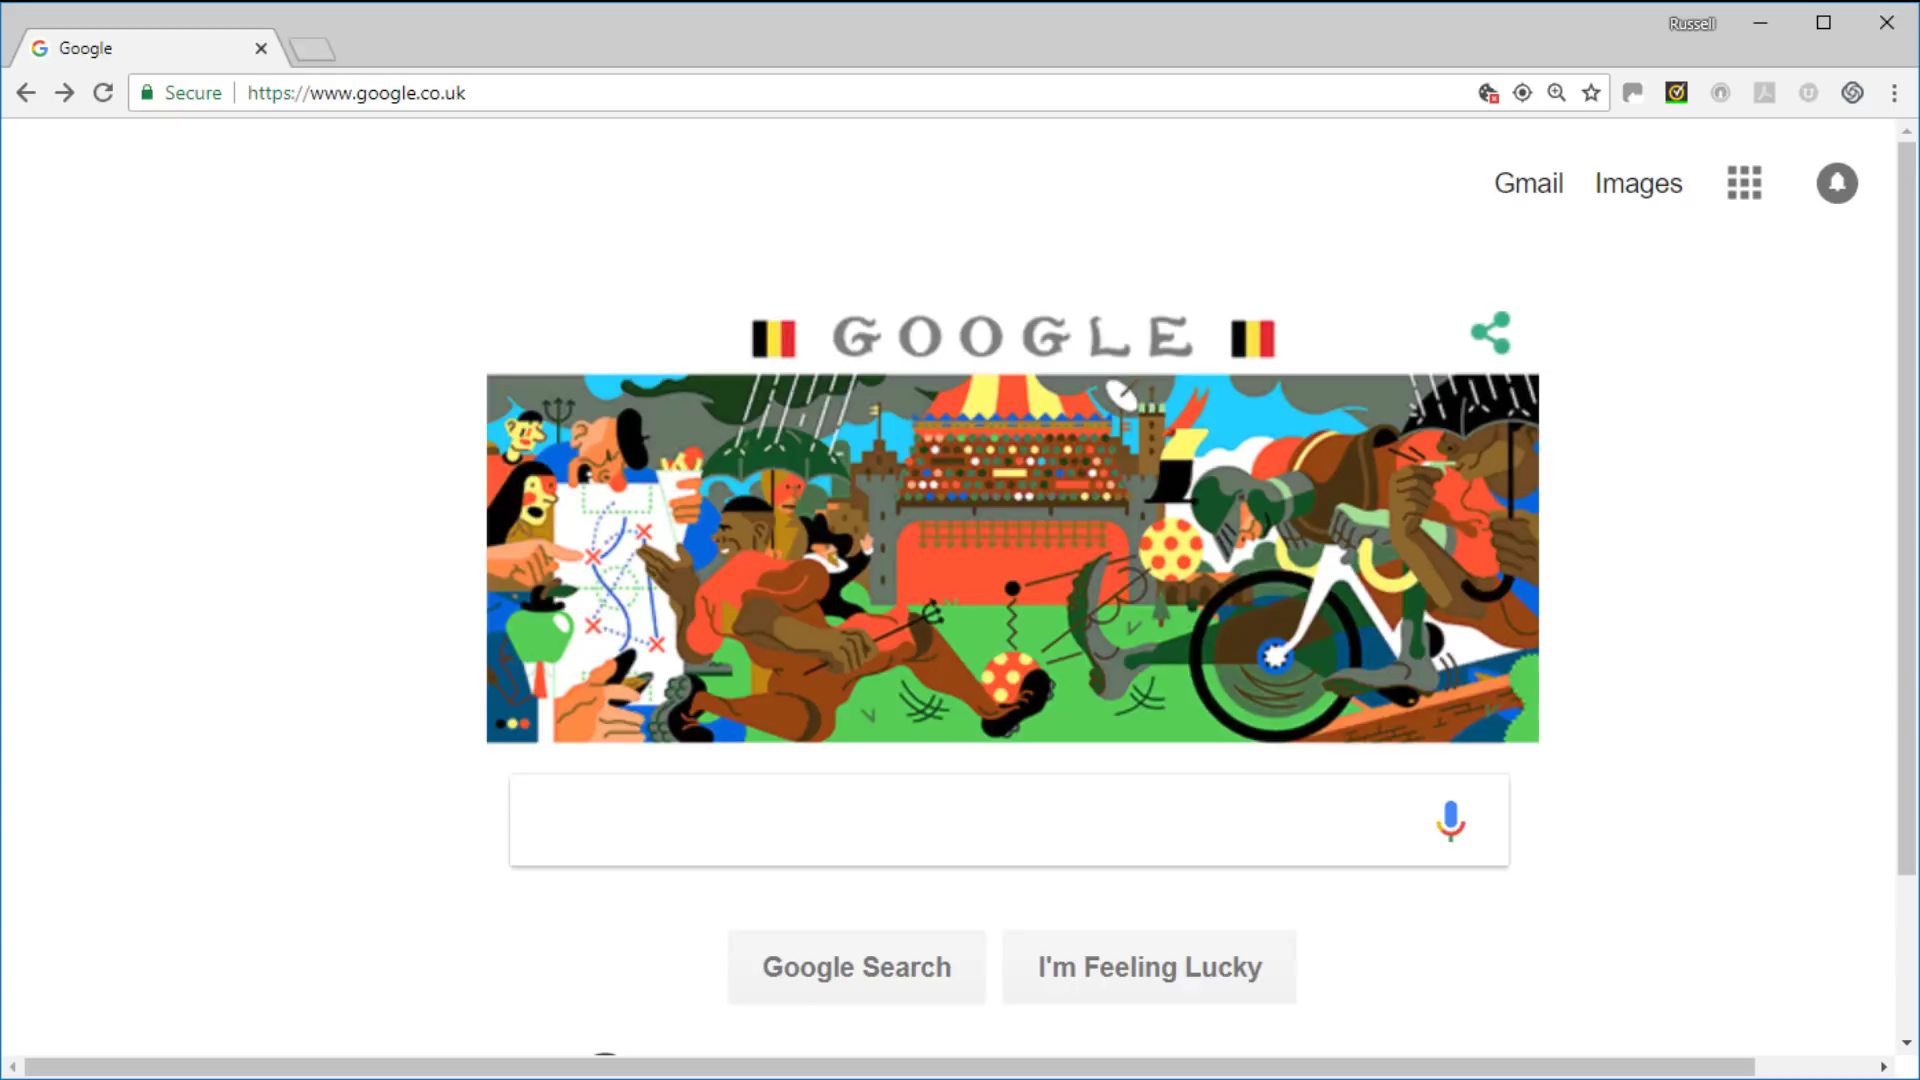 Russell
Google
Secure https://www.google.co.uk
Gmail Images
GOOGLE
Google Search I'm Feeling Lucky